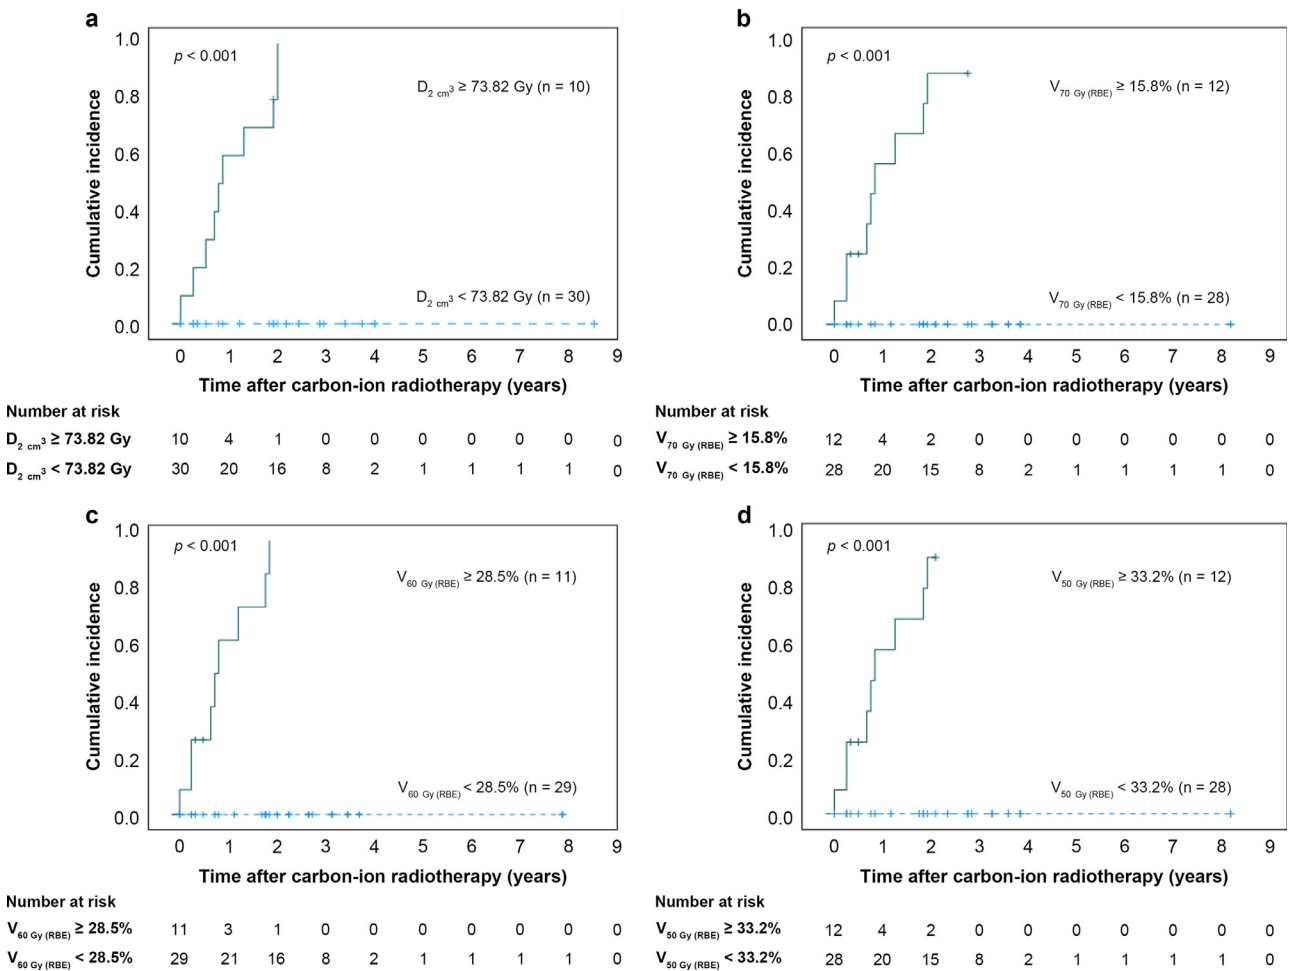 a
1.0
0.8
0.6
0.4
0.2
0.0
Cumulative incidence
p < 0.001
D2 cm3 ≥ 73.82 Gy (n = 10)
D2 cm3 < 73.82 Gy (n = 30)
0 1 2 3 4 5 6 7 8 9
Time after carbon-ion radiotherapy (years)
Number at risk
D2 cm3 ≥ 73.82 Gy 10 4 1 0 0 0 0 0 0 0
D2 cm3 < 73.82 Gy 30 20 16 8 2 1 1 1 1 0
b
1.0
0.8
0.6
0.4
0.2
0.0
Cumulative incidence
p < 0.001
V70 Gy (RBE) ≥ 15.8% (n = 12)
V70 Gy (RBE) < 15.8% (n = 28)
0 1 2 3 4 5 6 7 8 9
Time after carbon-ion radiotherapy (years)
Number at risk
V70 Gy (RBE) ≥ 15.8% 12 4 2 0 0 0 0 0 0 0
V70 Gy (RBE) < 15.8% 28 20 15 8 2 1 1 1 1 0
c
1.0
0.8
0.6
0.4
0.2
0.0
Cumulative incidence
p < 0.001
V60 Gy (RBE) ≥ 28.5% (n = 11)
V60 Gy (RBE) < 28.5% (n = 29)
0 1 2 3 4 5 6 7 8 9
Time after carbon-ion radiotherapy (years)
Number at risk
V60 Gy (RBE) ≥ 28.5% 11 3 1 0 0 0 0 0 0 0
V60 Gy (RBE) < 28.5% 29 21 16 8 2 1 1 1 1 0
d
1.0
0.8
0.6
0.4
0.2
0.0
Cumulative incidence
p < 0.001
V50 Gy (RBE) ≥ 33.2% (n = 12)
V50 Gy (RBE) < 33.2% (n = 28)
0 1 2 3 4 5 6 7 8 9
Time after carbon-ion radiotherapy (years)
Number at risk
V50 Gy (RBE) ≥ 33.2% 12 4 2 0 0 0 0 0 0 0
V50 Gy (RBE) < 33.2% 28 20 15 8 2 1 1 1 1 0